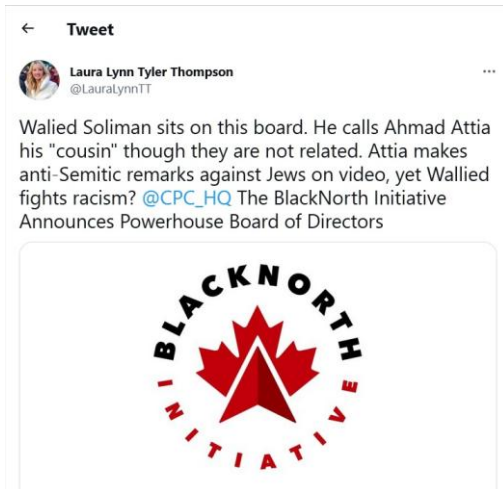 ← Tweet
Laura Lynn Tyler Thompson
@LauraLynnTT
Walied Soliman sits on this board. He calls Ahmad Attia
his "cousin" though they are not related. Attia makes
anti-Semitic remarks against Jews on video, yet Wallied
fights racism? @CPC_HQ The BlackNorth Initiative
Announces Powerhouse Board of Directors
BLACKNORTH
INITIATIVE